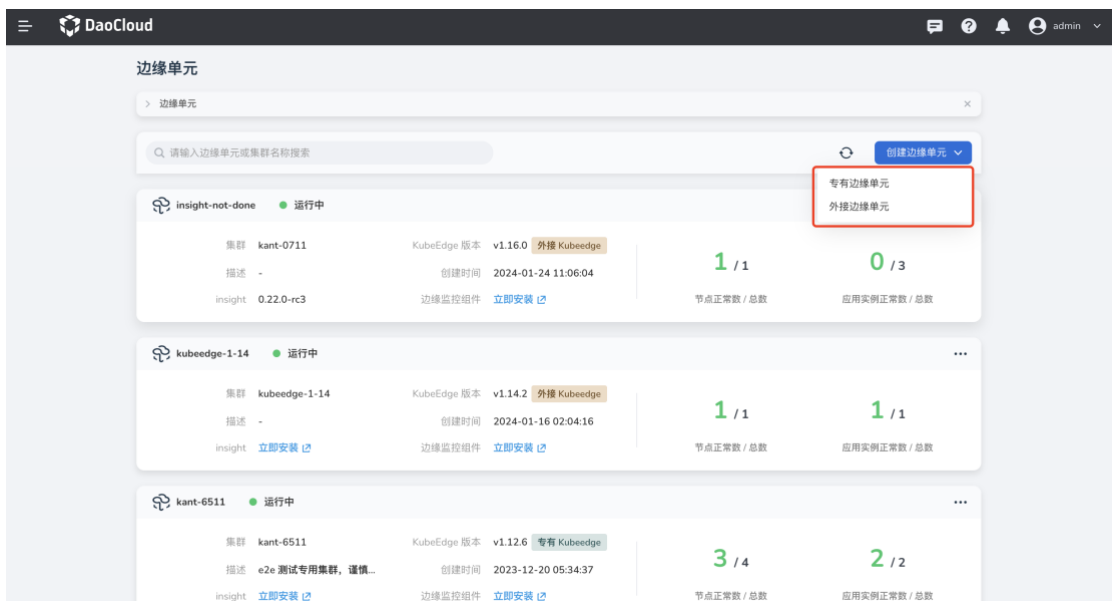 DaoCloud
admin
边缘单元
边缘单元
请输入边缘单元或集群名称搜索
创建边缘单元
专有边缘单元
外接边缘单元
insight-not-done 运行中
集群 kant-0711 KubeEdge 版本 v1.16.0 外接 Kubeedge
描述 - 创建时间 2024-01-24 11:06:04
insight 0.22.0-rc3 边缘监控组件 立即安装
1 / 1 0 / 3
节点正常数 / 总数 应用实例正常数 / 总数
kubeedge-1-14 运行中
集群 kubeedge-1-14 KubeEdge 版本 v1.14.2 外接 Kubeedge
描述 - 创建时间 2024-01-16 02:04:16
insight 立即安装 边缘监控组件 立即安装
1 / 1 1 / 1
节点正常数 / 总数 应用实例正常数 / 总数
kant-6511 运行中
集群 kant-6511 KubeEdge 版本 v1.12.6 专有 Kubeedge
描述 e2e 测试专用集群，谨慎... 创建时间 2023-12-20 05:34:37
insight 立即安装 边缘监控组件 立即安装
3 / 4 2 / 2
节点正常数 / 总数 应用实例正常数 / 总数